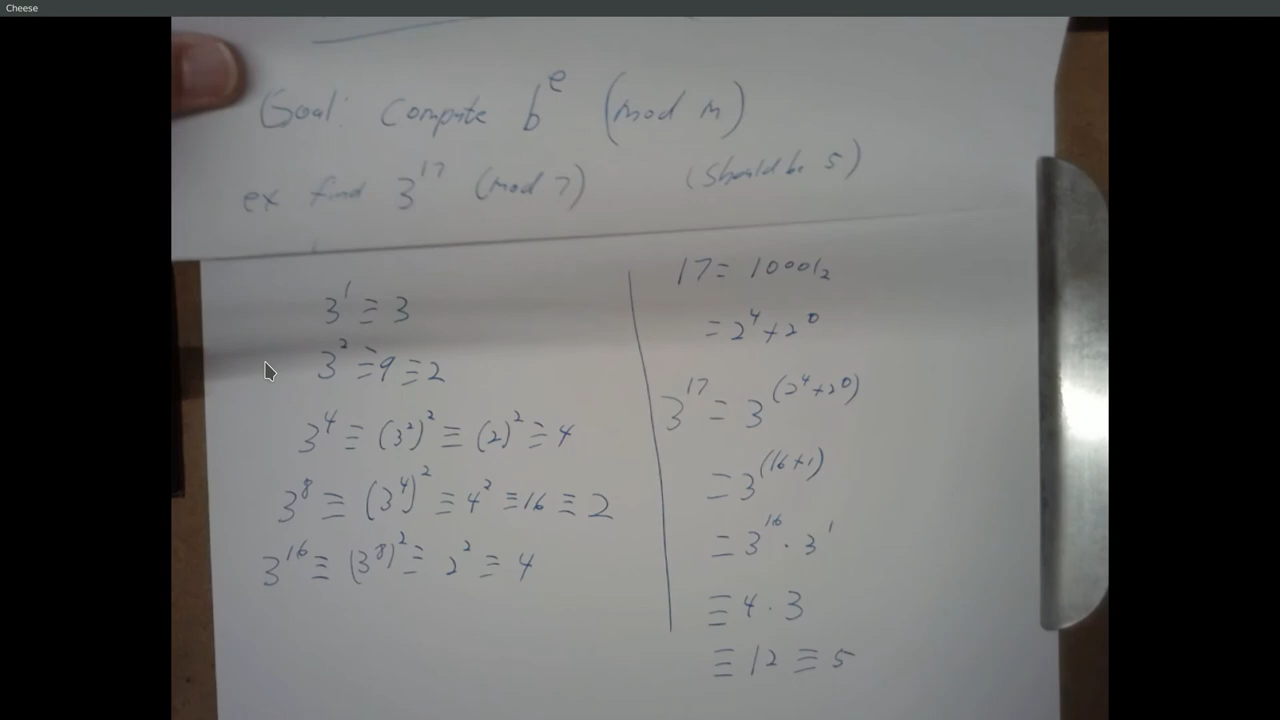 Cheese
Goal: Compute b^e (mod m)
ex find 3^17 (mod 7) (should be 5)
3^1 ≡ 3
3^2 ≡ 9 ≡ 2
3^4 ≡ (3^2)^2 ≡ (2)^2 ≡ 4
3^8 ≡ (3^4)^2 ≡ 4^2 ≡ 16 ≡ 2
3^16 ≡ (3^8)^2 ≡ 2^2 ≡ 4
17 = 10001₂
= 2^4 + 2^0
3^17 = 3^(2^4 + 2^0)
= 3^(16+1)
= 3^16 · 3^1
≡ 4 · 3
≡ 12 ≡ 5